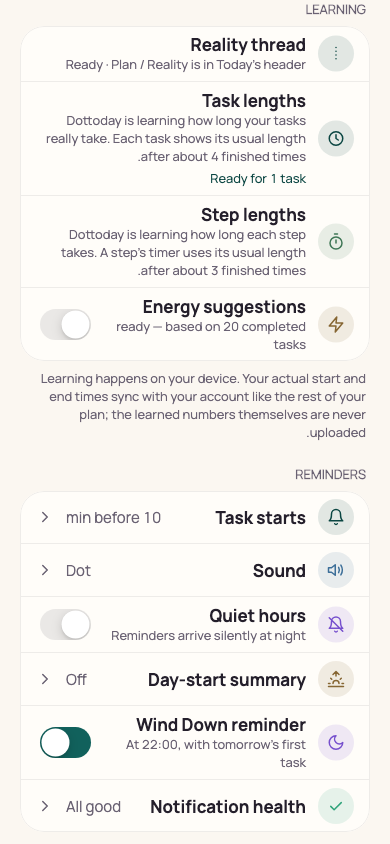 LEARNING
Reality thread
Ready · Plan / Reality is in Today's header
Task lengths
Dottoday is learning how long your tasks
really take. Each task shows its usual length
.after about 4 finished times
Ready for 1 task
Step lengths
Dottoday is learning how long each step
takes. A step's timer uses its usual length
.after about 3 finished times
Energy suggestions
ready — based on 20 completed
tasks
Learning happens on your device. Your actual start and
end times sync with your account like the rest of your
plan; the learned numbers themselves are never
.uploaded
REMINDERS
Task starts
min before 10
Sound
Dot
Quiet hours
Reminders arrive silently at night
Day-start summary
Off
Wind Down reminder
At 22:00, with tomorrow's first
task
Notification health
All good